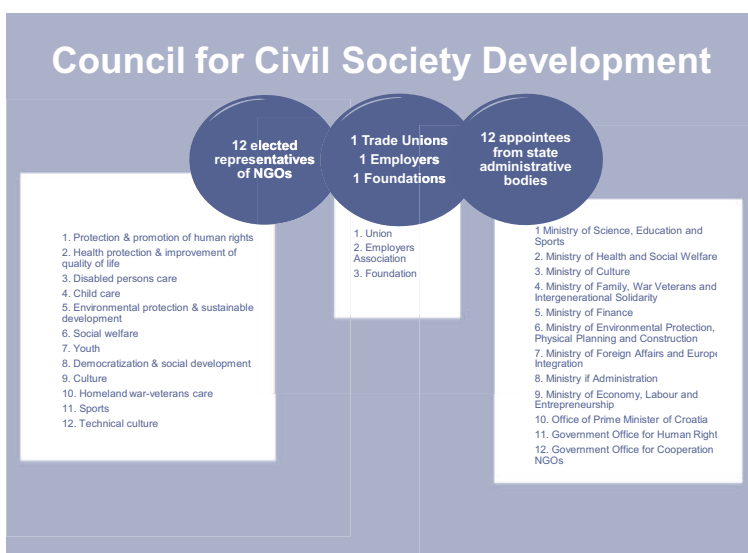 Council for Civil Society Development
12 elected
representatives
of NGOs
1 Trade Unions
1 Employers
1 Foundations
12 appointees
from state
administrative
bodies
1. Protection & promotion of human rights
2. Health protection & improvement of
quality of life
3. Disabled persons care
4. Child care
5. Environmental protection & sustainable
development
6. Social welfare
7. Youth
8. Democratization & social development
9. Culture
10. Homeland war-veterans care
11. Sports
12. Technical culture
1. Union
2. Employers
Association
3. Foundation
1 Ministry of Science, Education and
Sports
2. Ministry of Health and Social Welfare
3. Ministry of Culture
4. Ministry of Family, War Veterans and
Intergenerational Solidarity
5. Ministry of Finance
6. Ministry of Environmental Protection,
Physical Planning and Construction
7. Ministry of Foreign Affairs and Europe
Integration
8. Ministry if Administration
9. Ministry of Economy, Labour and
Entrepreneurship
10. Office of Prime Minister of Croatia
11. Government Office for Human Right
12. Government Office for Cooperation
NGOs